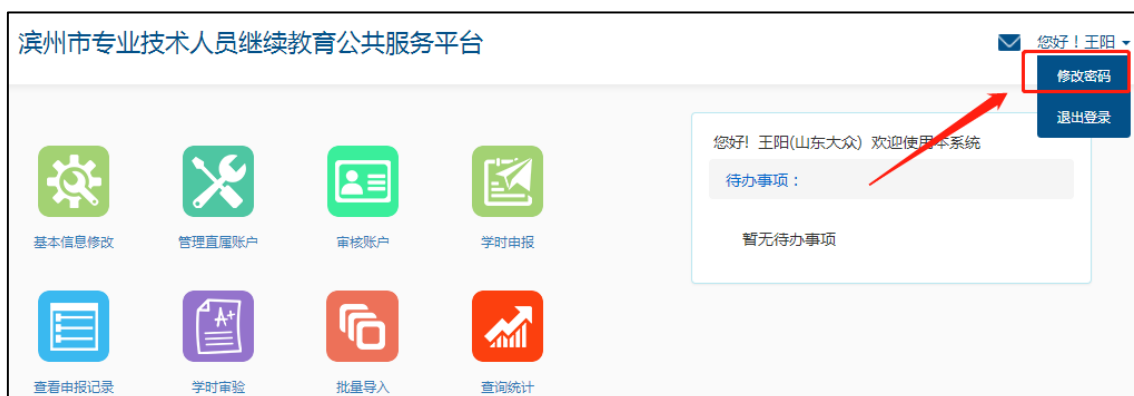 滨州市专业技术人员继续教育公共服务平台
您好！王阳
修改密码
退出登录
您好! 王阳(山东大众) 欢迎使用本系统
待办事项：
暂无待办事项
基本信息修改
管理直属账户
审核账户
学时申报
A+
查看申报记录
学时审验
批量导入
查询统计